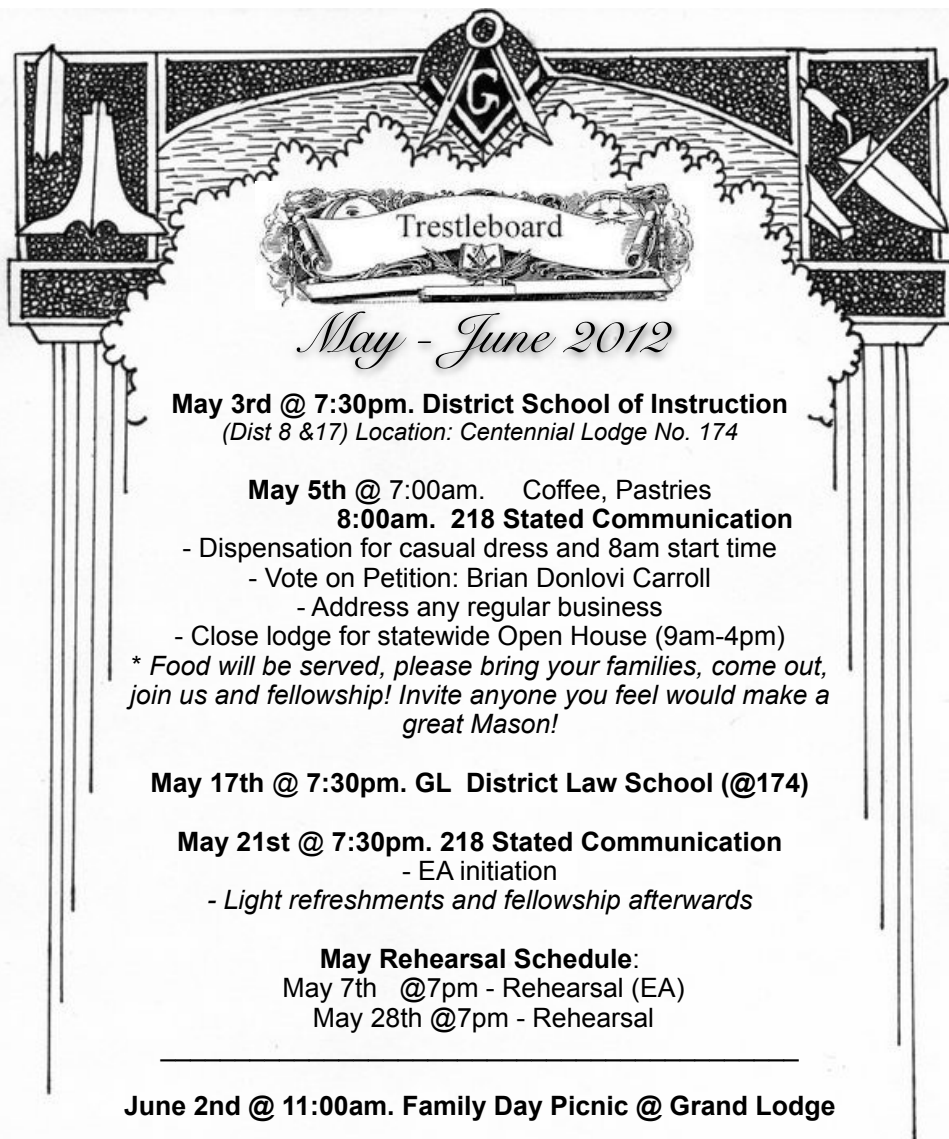 G
Trestleboard
May - June 2012
May 3rd @ 7:30pm. District School of Instruction
(Dist 8 &17) Location: Centennial Lodge No. 174
May 5th @ 7:00am. Coffee, Pastries
8:00am. 218 Stated Communication
- Dispensation for casual dress and 8am start time
- Vote on Petition: Brian Donlovi Carroll
- Address any regular business
- Close lodge for statewide Open House (9am-4pm)
* Food will be served, please bring your families, come out,
join us and fellowship! Invite anyone you feel would make a
great Mason!
May 17th @ 7:30pm. GL District Law School (@174)
May 21st @ 7:30pm. 218 Stated Communication
- EA initiation
- Light refreshments and fellowship afterwards
May Rehearsal Schedule:
May 7th @7pm - Rehearsal (EA)
May 28th @7pm - Rehearsal
June 2nd @ 11:00am. Family Day Picnic @ Grand Lodge